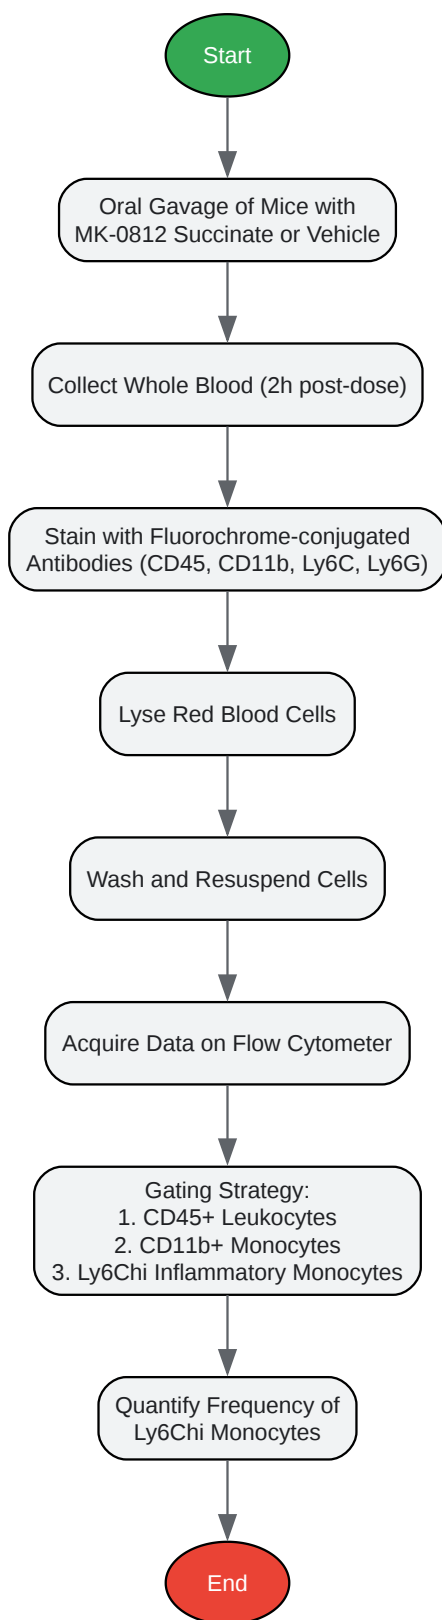 Start
Oral Gavage of Mice with
MK-0812 Succinate or Vehicle
Collect Whole Blood (2h post-dose)
Stain with Fluorochrome-conjugated
Antibodies (CD45, CD11b, Ly6C, Ly6G)
Lyse Red Blood Cells
Wash and Resuspend Cells
Acquire Data on Flow Cytometer
Gating Strategy:
1. CD45+ Leukocytes
2. CD11b+ Monocytes
3. Ly6Chi Inflammatory Monocytes
Quantify Frequency of
Ly6Chi Monocytes
End